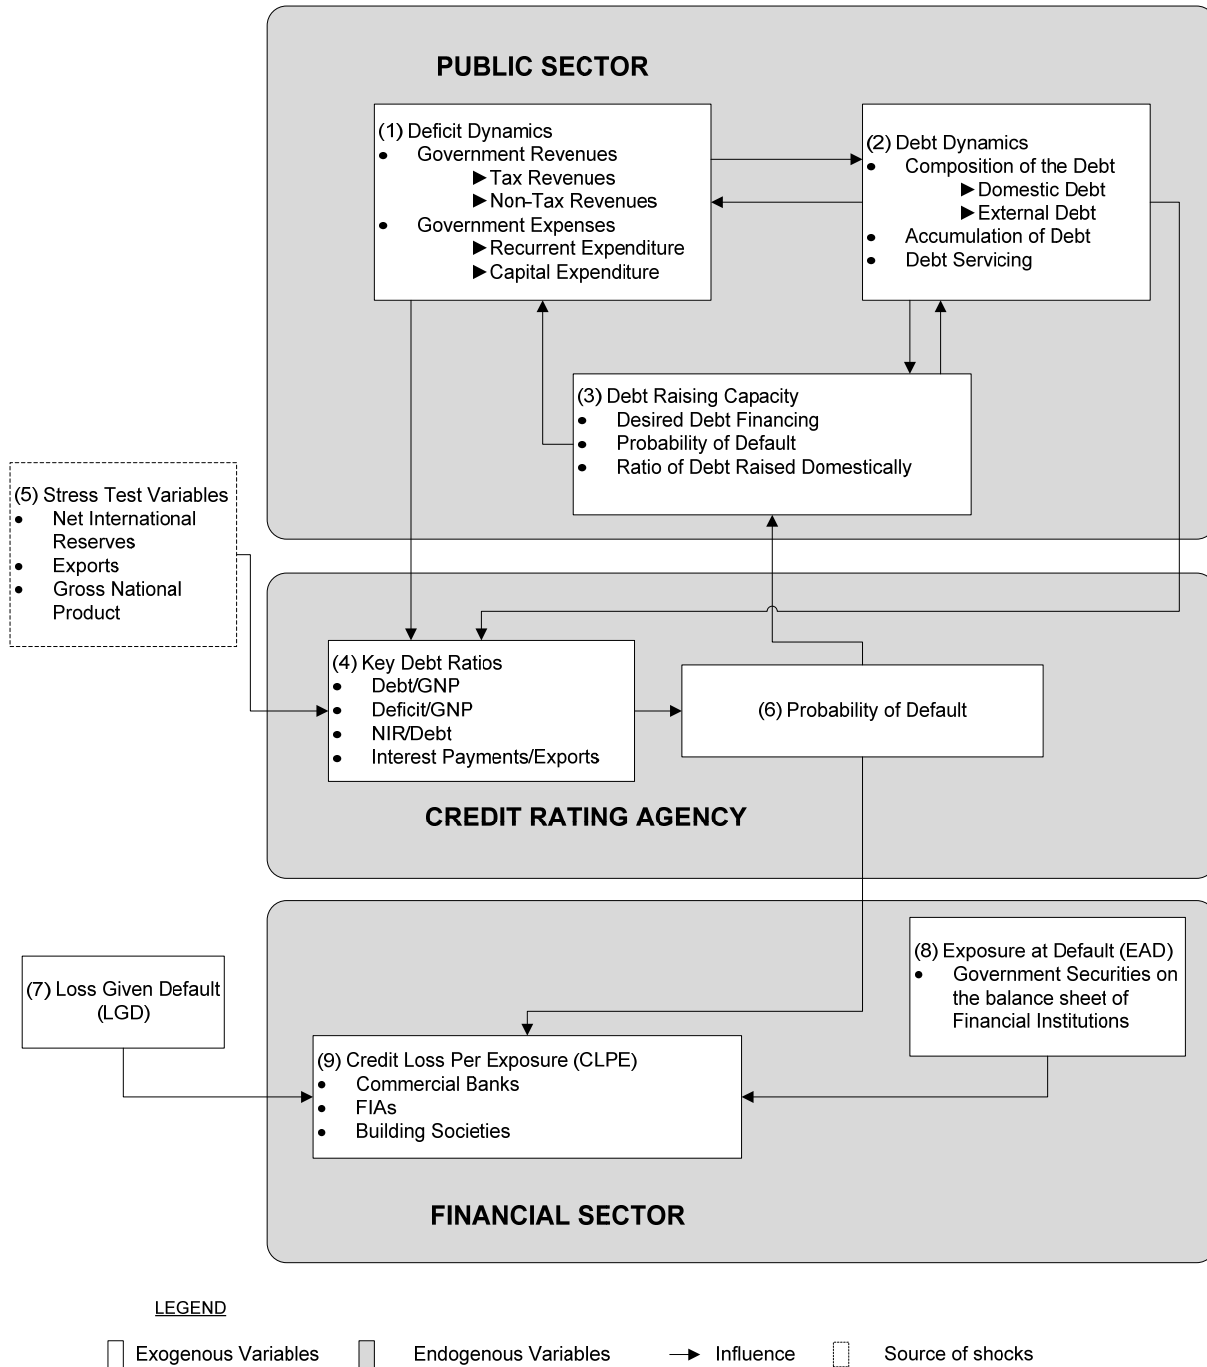 PUBLIC SECTOR
(1) Deficit Dynamics
• Government Revenues
►Tax Revenues
►Non-Tax Revenues
• Government Expenses
►Recurrent Expenditure
►Capital Expenditure
(2) Debt Dynamics
• Composition of the Debt
►Domestic Debt
►External Debt
• Accumulation of Debt
• Debt Servicing
(3) Debt Raising Capacity
• Desired Debt Financing
• Probability of Default
• Ratio of Debt Raised Domestically
(5) Stress Test Variables
• Net International
Reserves
• Exports
• Gross National
Product
(4) Key Debt Ratios
• Debt/GNP
• Deficit/GNP
• NIR/Debt
• Interest Payments/Exports
(6) Probability of Default
CREDIT RATING AGENCY
(7) Loss Given Default
(LGD)
(8) Exposure at Default (EAD)
• Government Securities on
the balance sheet of
Financial Institutions
(9) Credit Loss Per Exposure (CLPE)
• Commercial Banks
• FIAs
• Building Societies
FINANCIAL SECTOR
LEGEND
Exogenous Variables
Endogenous Variables
Influence
Source of shocks